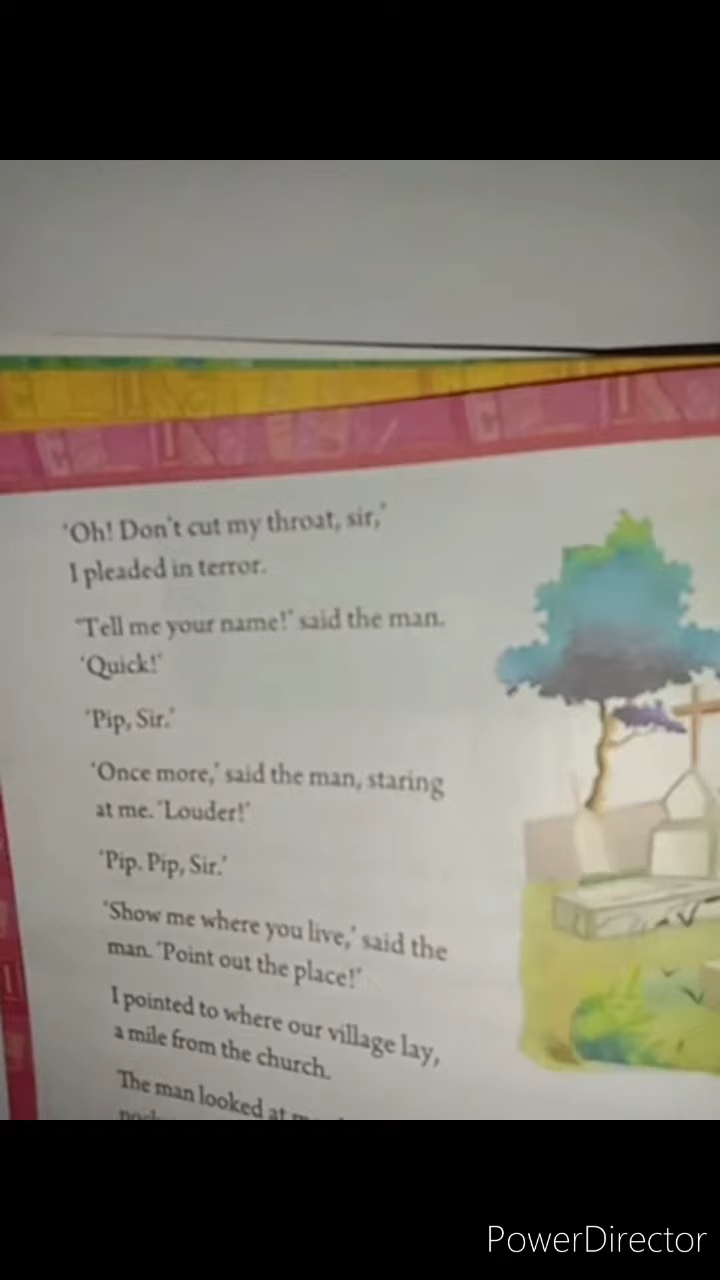 'Oh! Don't cut my throat, sir,'
I pleaded in terror.
'Tell me your name!' said the man.
'Quick!'
'Pip, Sir.'
'Once more,' said the man, staring
at me. 'Louder!'
'Pip. Pip, Sir.'
'Show me where you live,' said the
man. 'Point out the place!'
I pointed to where our village lay,
a mile from the church.
The man looked at
PowerDirector